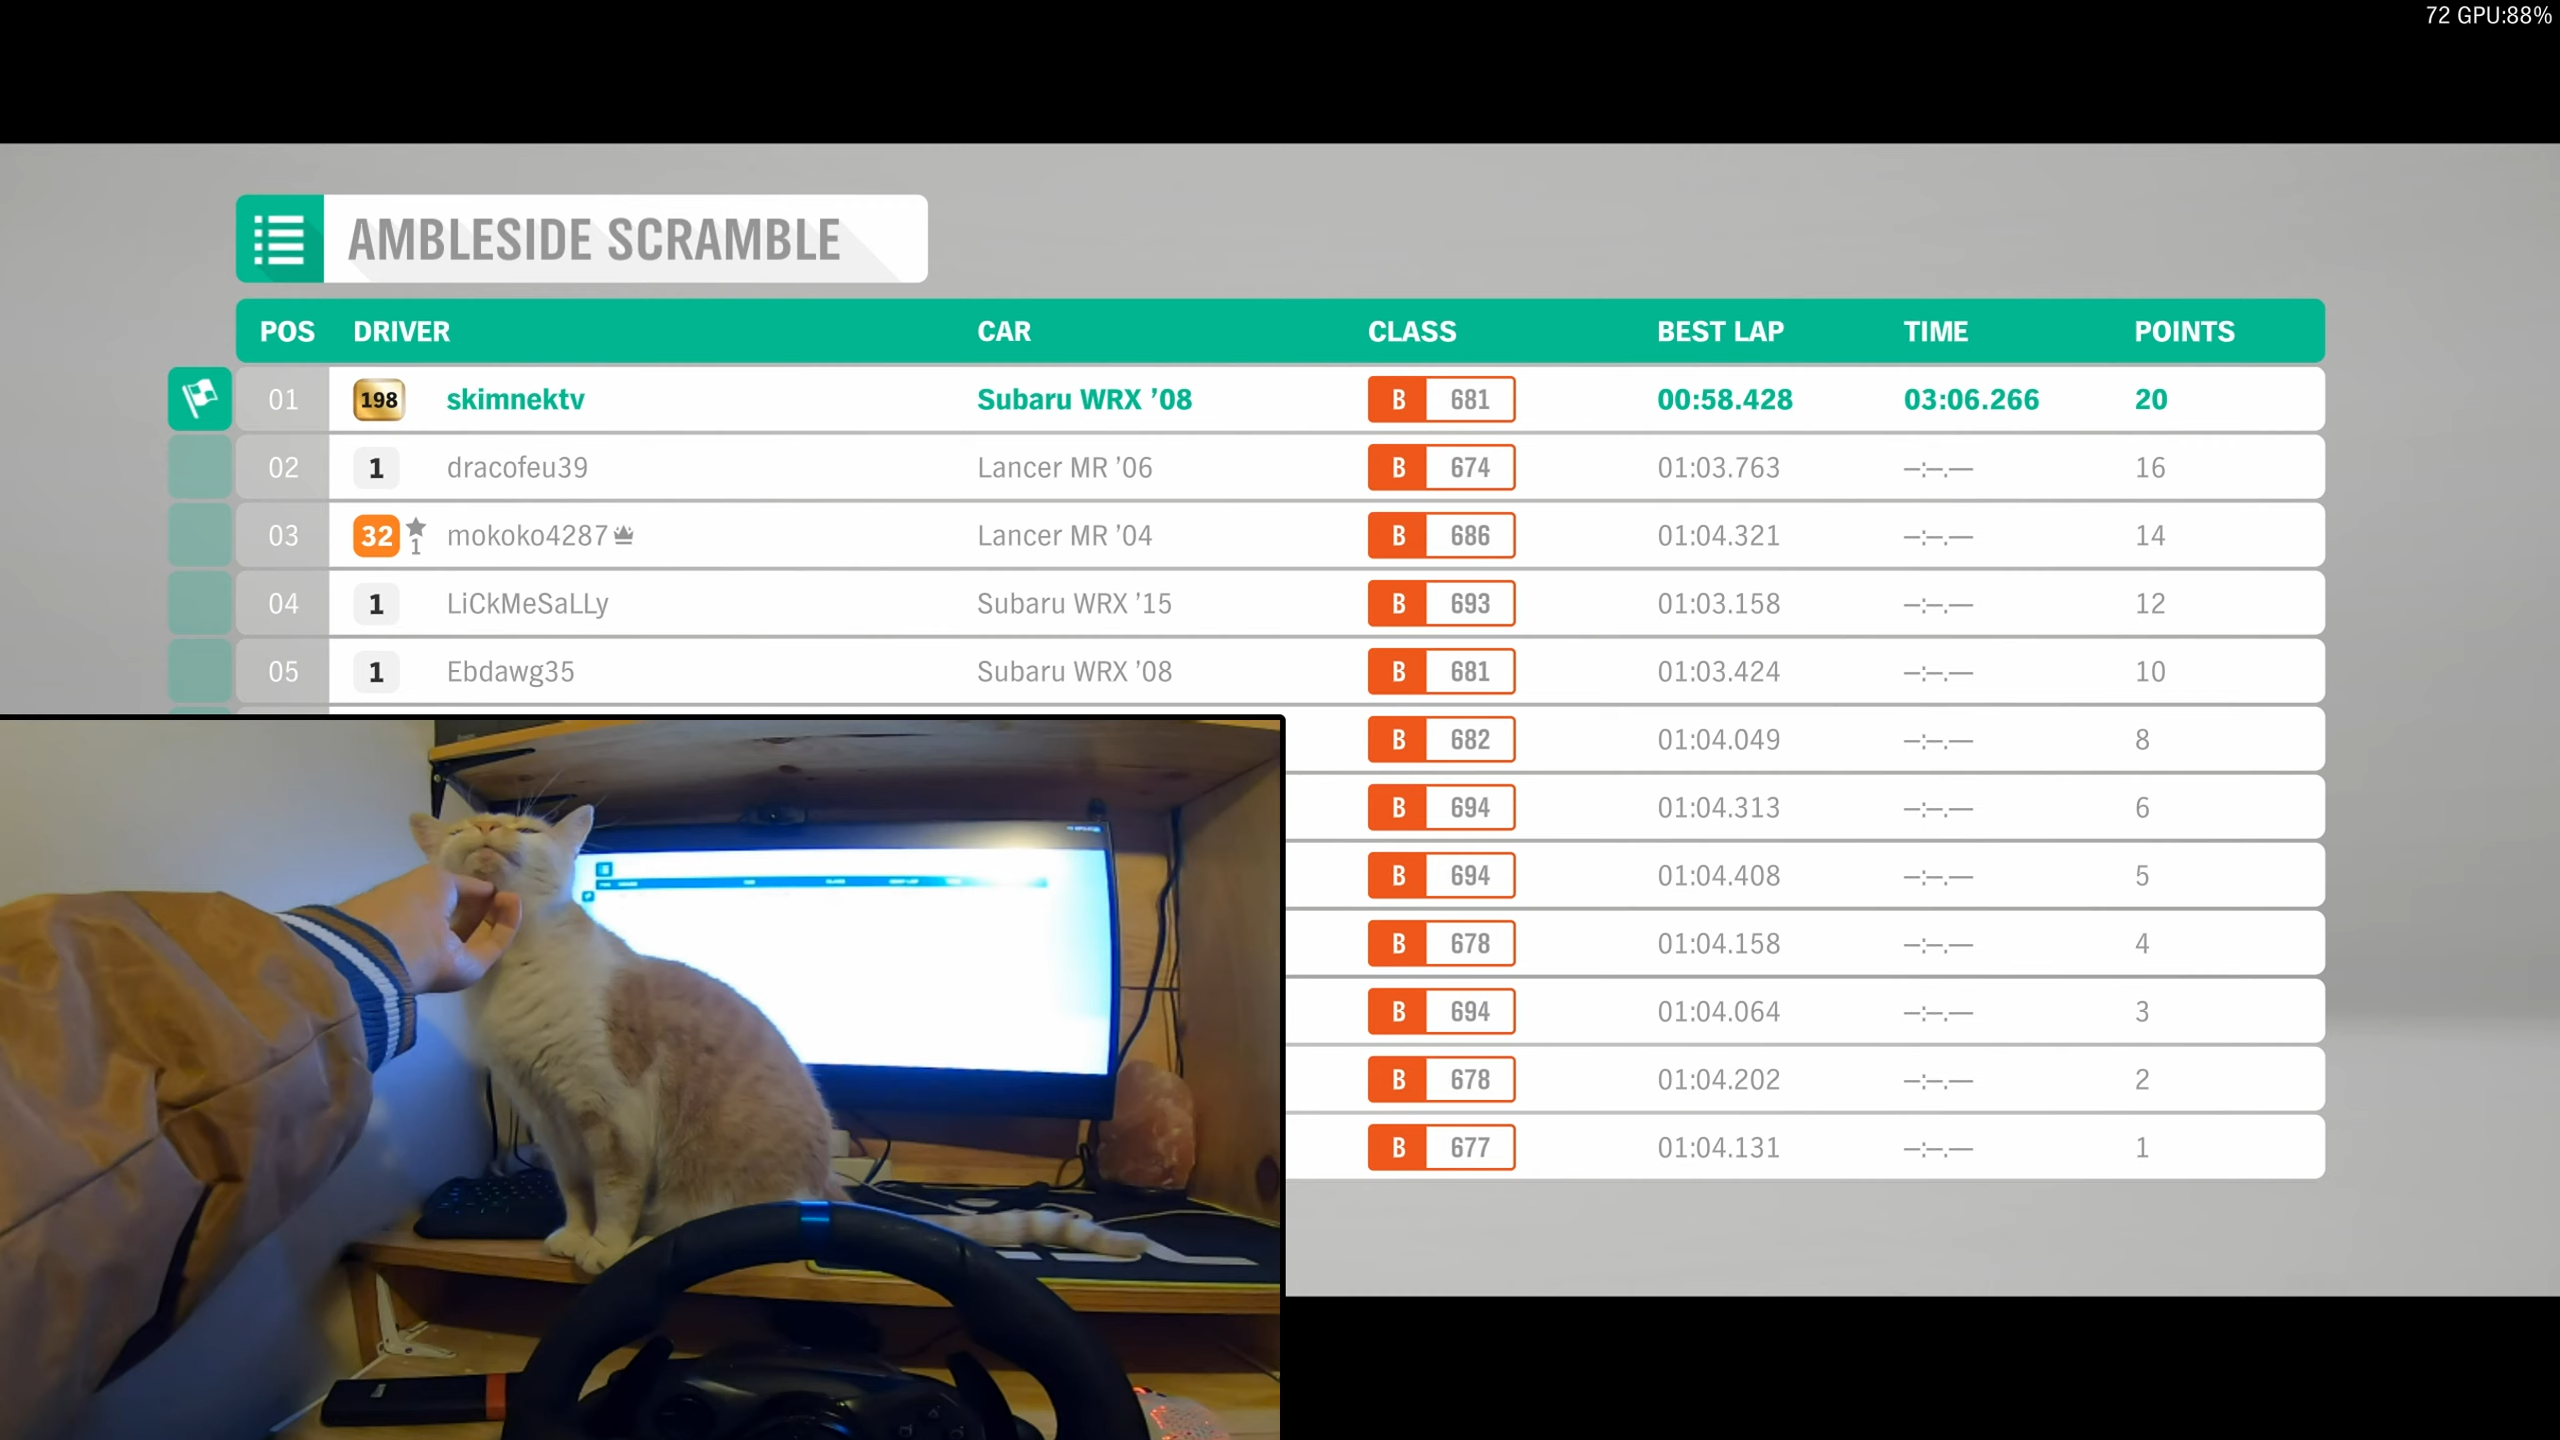 72 GPU:88%
AMBLESIDE SCRAMBLE
POS DRIVER CAR CLASS BEST LAP TIME POINTS
01 198 skimnektv Subaru WRX ’08 B 681 00:58.428 03:06.266 20
02 1 dracofeu39 Lancer MR ’06 B 674 01:03.763 –:–.–– 16
03 32 1 mokoko4287 Lancer MR ’04 B 686 01:04.321 –:–.–– 14
04 1 LiCkMeSaLLy Subaru WRX ’15 B 693 01:03.158 –:–.–– 12
05 1 Ebdawg35 Subaru WRX ’08 B 681 01:03.424 –:–.–– 10
B 682 01:04.049 –:–.–– 8
B 694 01:04.313 –:–.–– 6
B 694 01:04.408 –:–.–– 5
B 678 01:04.158 –:–.–– 4
B 694 01:04.064 –:–.–– 3
B 678 01:04.202 –:–.–– 2
B 677 01:04.131 –:–.–– 1